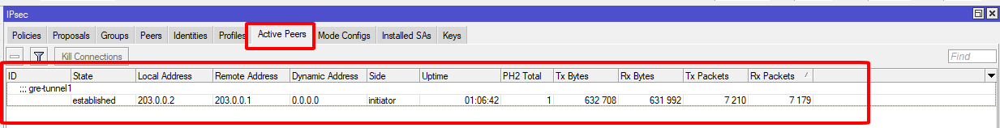 IPsec
Policies Proposals Groups Peers Identities Profiles Active Peers Mode Configs Installed SAs Keys
Kill Connections Find
ID State Local Address Remote Address Dynamic Address Side Uptime PH2 Total Tx Bytes Rx Bytes Tx Packets Rx Packets
;;; gre-tunnel1
established 203.0.0.2 203.0.0.1 0.0.0.0 initiator 01:06:42 1 632 708 631 992 7 210 7 179